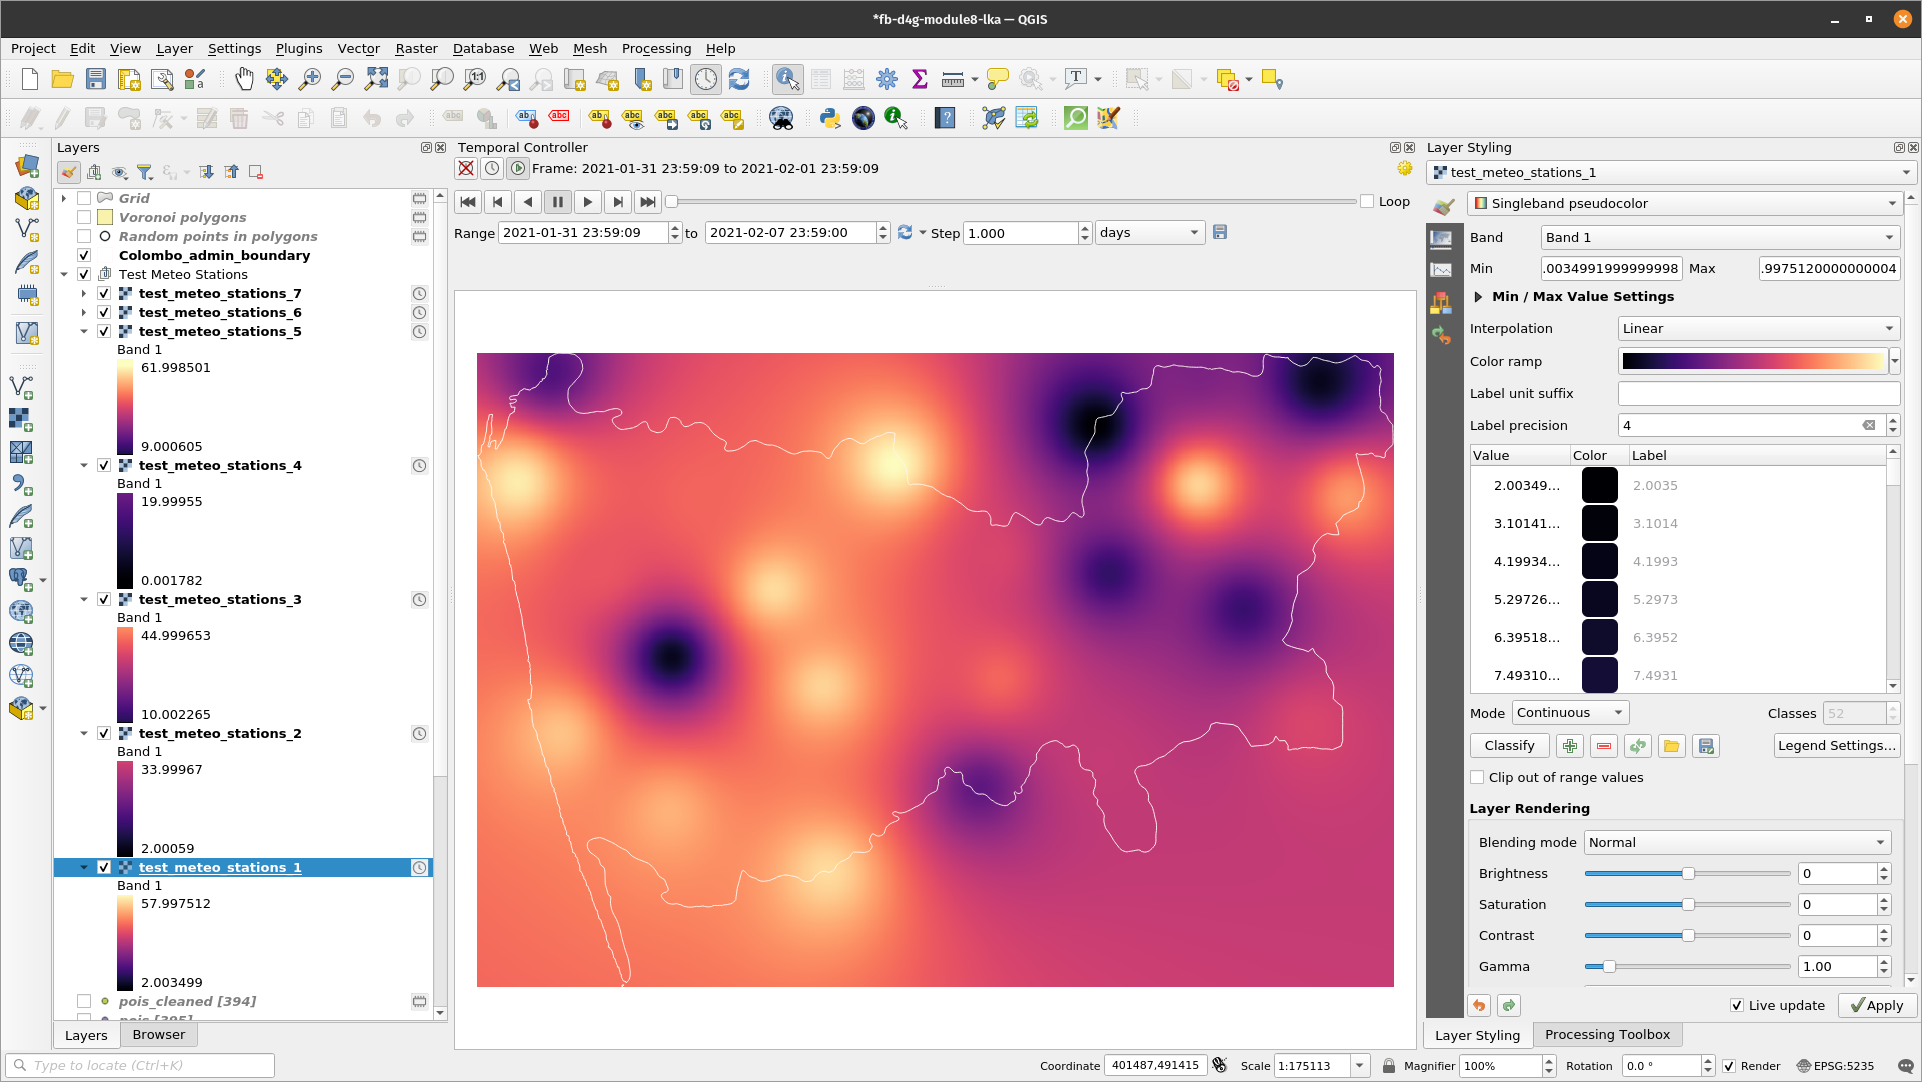 *fb-d4g-module8-lka — QGIS
Project Edit View Layer Settings Plugins Vector Raster Database Web Mesh Processing Help
Layers
Grid
Voronoi polygons
Random points in polygons
Colombo_admin_boundary
Test Meteo Stations
test_meteo_stations_7
test_meteo_stations_6
test_meteo_stations_5
Band 1
61.998501
9.000605
test_meteo_stations_4
Band 1
19.99955
0.001782
test_meteo_stations_3
Band 1
44.999653
10.002265
test_meteo_stations_2
Band 1
33.99967
2.00059
test_meteo_stations_1
Band 1
57.997512
2.003499
pois_cleaned [394]
pois [395]
Layers Browser
Temporal Controller
Frame: 2021-01-31 23:59:09 to 2021-02-01 23:59:09
Loop
Range 2021-01-31 23:59:09 to 2021-02-07 23:59:00 Step 1.000 days
Layer Styling
test_meteo_stations_1
Singleband pseudocolor
Band Band 1
Min .0034991999999998 Max .9975120000000004
Min / Max Value Settings
Interpolation Linear
Color ramp
Label unit suffix
Label precision 4
Value Color Label
2.00349... 2.0035
3.10141... 3.1014
4.19934... 4.1993
5.29726... 5.2973
6.39518... 6.3952
7.49310... 7.4931
Mode Continuous Classes 52
Classify Legend Settings...
Clip out of range values
Layer Rendering
Blending mode Normal
Brightness 0
Saturation 0
Contrast 0
Gamma 1.00
Live update Apply
Layer Styling Processing Toolbox
Type to locate (Ctrl+K) Coordinate 401487,491415 Scale 1:175113 Magnifier 100% Rotation 0.0 ° Render EPSG:5235